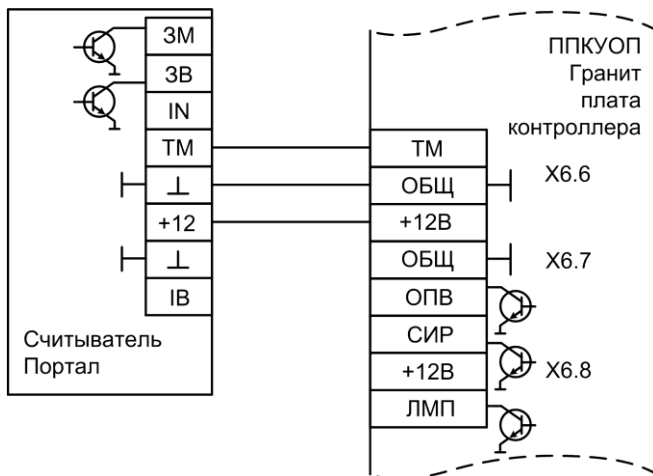 ЗМ
ЗВ
IN
ТМ
⊥
+12
⊥
IB
Считыватель
Портал
ППКУОП
Гранит
плата
контроллера
ТМ
ОБЩ
+12В
ОБЩ
ОПВ
СИР
+12В
ЛМП
X6.6
X6.7
X6.8